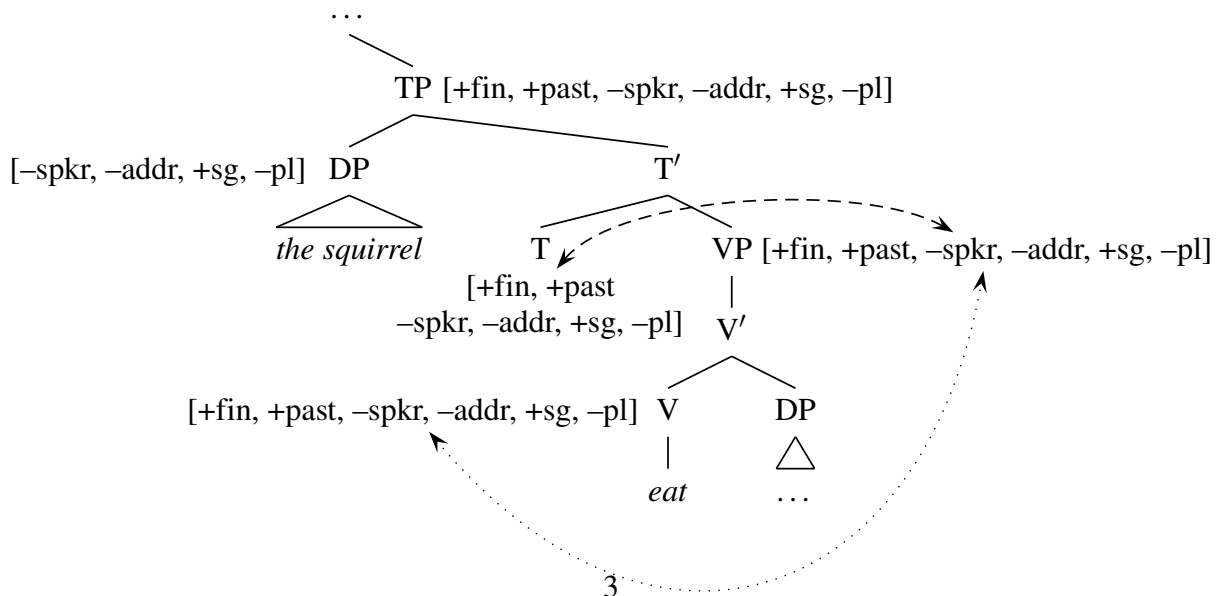 ...
TP [+fin, +past, –spkr, –addr, +sg, –pl]
[–spkr, –addr, +sg, –pl] DP T′
the squirrel T VP [+fin, +past, –spkr, –addr, +sg, –pl]
[+fin, +past
–spkr, –addr, +sg, –pl] V′
[+fin, +past, –spkr, –addr, +sg, –pl] V DP
eat ...
3